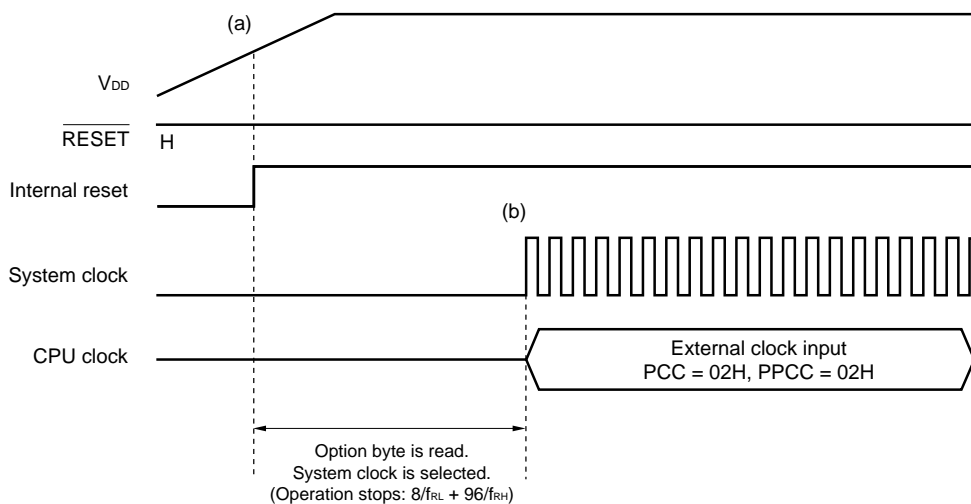 (a)
VDD
RESET
H
Internal reset
(b)
System clock
CPU clock
External clock input
PCC = 02H, PPCC = 02H
Option byte is read.
System clock is selected.
(Operation stops: 8/fRL + 96/fRH)